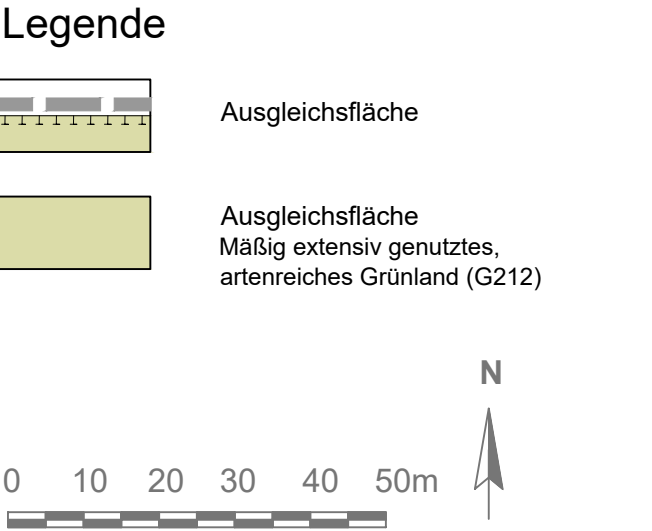 Legende
Ausgleichsfläche
Ausgleichsfläche
Mäßig extensiv genutztes,
artenreiches Grünland (G212)
N
0 10 20 30 40 50m